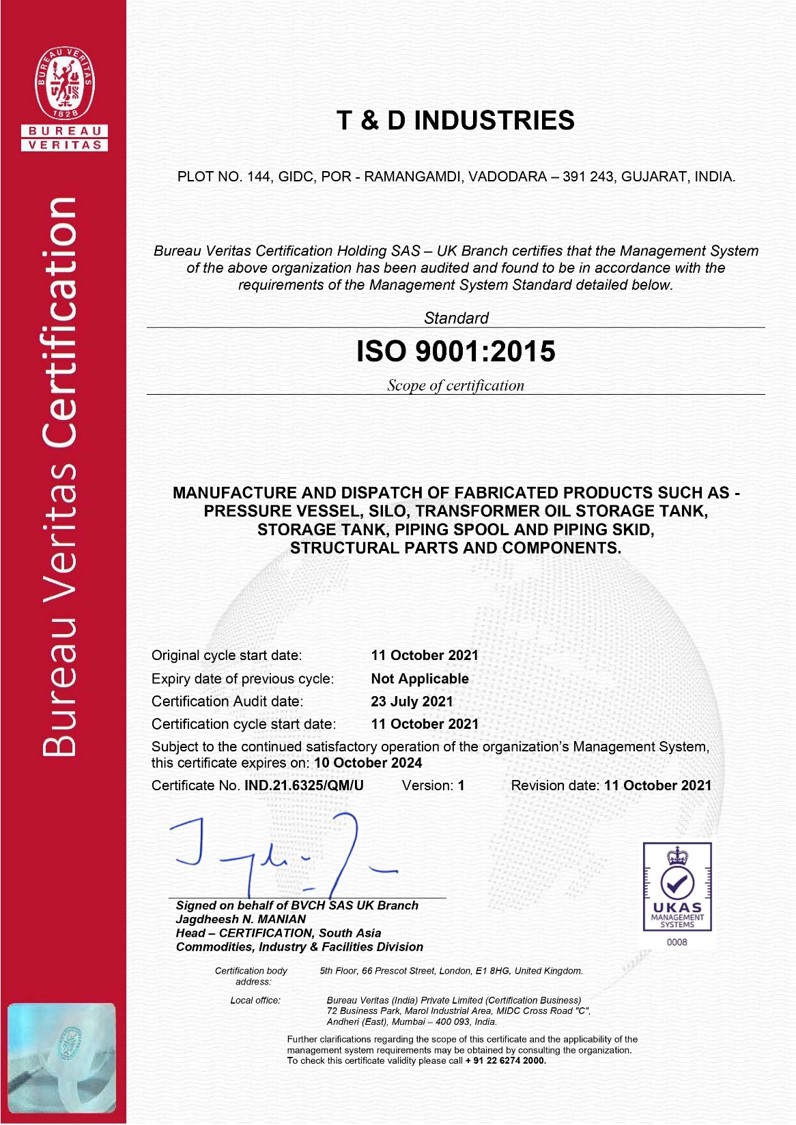 BUREAU VERITAS
1828
BUREAU
VERITAS
Bureau Veritas Certification
T & D INDUSTRIES
PLOT NO. 144, GIDC, POR - RAMANGAMDI, VADODARA – 391 243, GUJARAT, INDIA.
Bureau Veritas Certification Holding SAS – UK Branch certifies that the Management System
of the above organization has been audited and found to be in accordance with the
requirements of the Management System Standard detailed below.
Standard
ISO 9001:2015
Scope of certification
MANUFACTURE AND DISPATCH OF FABRICATED PRODUCTS SUCH AS -
PRESSURE VESSEL, SILO, TRANSFORMER OIL STORAGE TANK,
STORAGE TANK, PIPING SPOOL AND PIPING SKID,
STRUCTURAL PARTS AND COMPONENTS.
Original cycle start date: 11 October 2021
Expiry date of previous cycle: Not Applicable
Certification Audit date: 23 July 2021
Certification cycle start date: 11 October 2021
Subject to the continued satisfactory operation of the organization's Management System,
this certificate expires on: 10 October 2024
Certificate No. IND.21.6325/QM/U Version: 1 Revision date: 11 October 2021
Signed on behalf of BVCH SAS UK Branch
Jagdheesh N. MANIAN
Head – CERTIFICATION, South Asia
Commodities, Industry & Facilities Division
UKAS
MANAGEMENT
SYSTEMS
0008
Certification body
address:
5th Floor, 66 Prescot Street, London, E1 8HG, United Kingdom.
Local office:
Bureau Veritas (India) Private Limited (Certification Business)
72 Business Park, Marol Industrial Area, MIDC Cross Road "C",
Andheri (East), Mumbai – 400 093, India.
Further clarifications regarding the scope of this certificate and the applicability of the
management system requirements may be obtained by consulting the organization.
To check this certificate validity please call + 91 22 6274 2000.